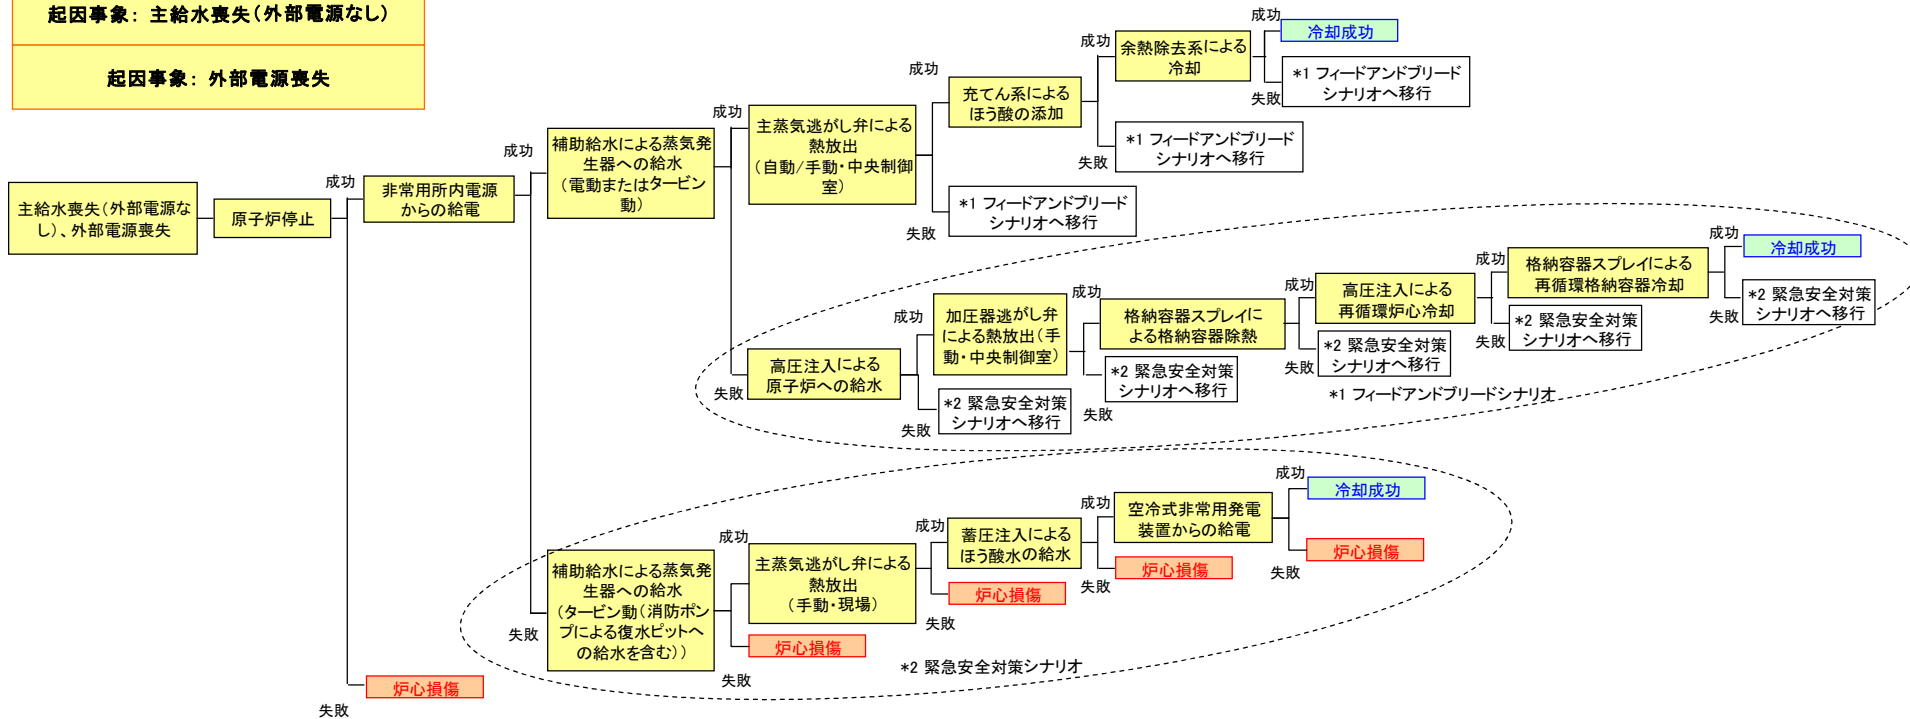 起因事象：主給水喪失（外部電源なし）
起因事象：外部電源喪失
主給水喪失（外部電源な
し）、外部電源喪失
原子炉停止
成功
失敗
炉心損傷
非常用所内電源
からの給電
成功
失敗
補助給水による蒸気発
生器への給水
（電動またはタービン
動）
成功
失敗
主蒸気逃がし弁による
熱放出
（自動/手動・中央制御
室）
成功
失敗
*1 フィードアンドブリード
シナリオへ移行
充てん系による
ほう酸の添加
成功
失敗
*1 フィードアンドブリード
シナリオへ移行
余熱除去系による
冷却
成功
冷却成功
失敗
*1 フィードアンドブリード
シナリオへ移行
高圧注入による
原子炉への給水
成功
失敗
*2 緊急安全対策
シナリオへ移行
加圧器逃がし弁
による熱放出（手
動・中央制御室）
成功
失敗
*2 緊急安全対策
シナリオへ移行
格納容器スプレイに
よる格納容器除熱
成功
失敗
*2 緊急安全対策
シナリオへ移行
高圧注入による
再循環炉心冷却
成功
失敗
*2 緊急安全対策
シナリオへ移行
格納容器スプレイによる
再循環格納容器冷却
成功
冷却成功
失敗
*2 緊急安全対策
シナリオへ移行
*1 フィードアンドブリードシナリオ
補助給水による蒸気発
生器への給水
（タービン動（消防ポン
プによる復水ピットへ
の給水を含む））
成功
失敗
炉心損傷
主蒸気逃がし弁による
熱放出
（手動・現場）
成功
失敗
炉心損傷
蓄圧注入による
ほう酸水の給水
成功
失敗
炉心損傷
空冷式非常用発電
装置からの給電
成功
冷却成功
失敗
炉心損傷
*2 緊急安全対策シナリオ